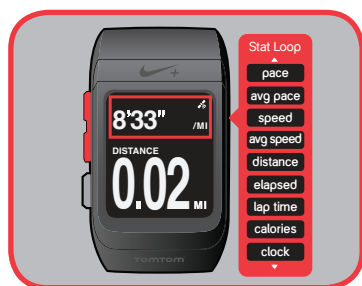 Stat Loop
pace
avg pace
speed
avg speed
distance
elapsed
lap time
calories
clock
8'33" /MI
DISTANCE
0.02 MI
TOMTOM